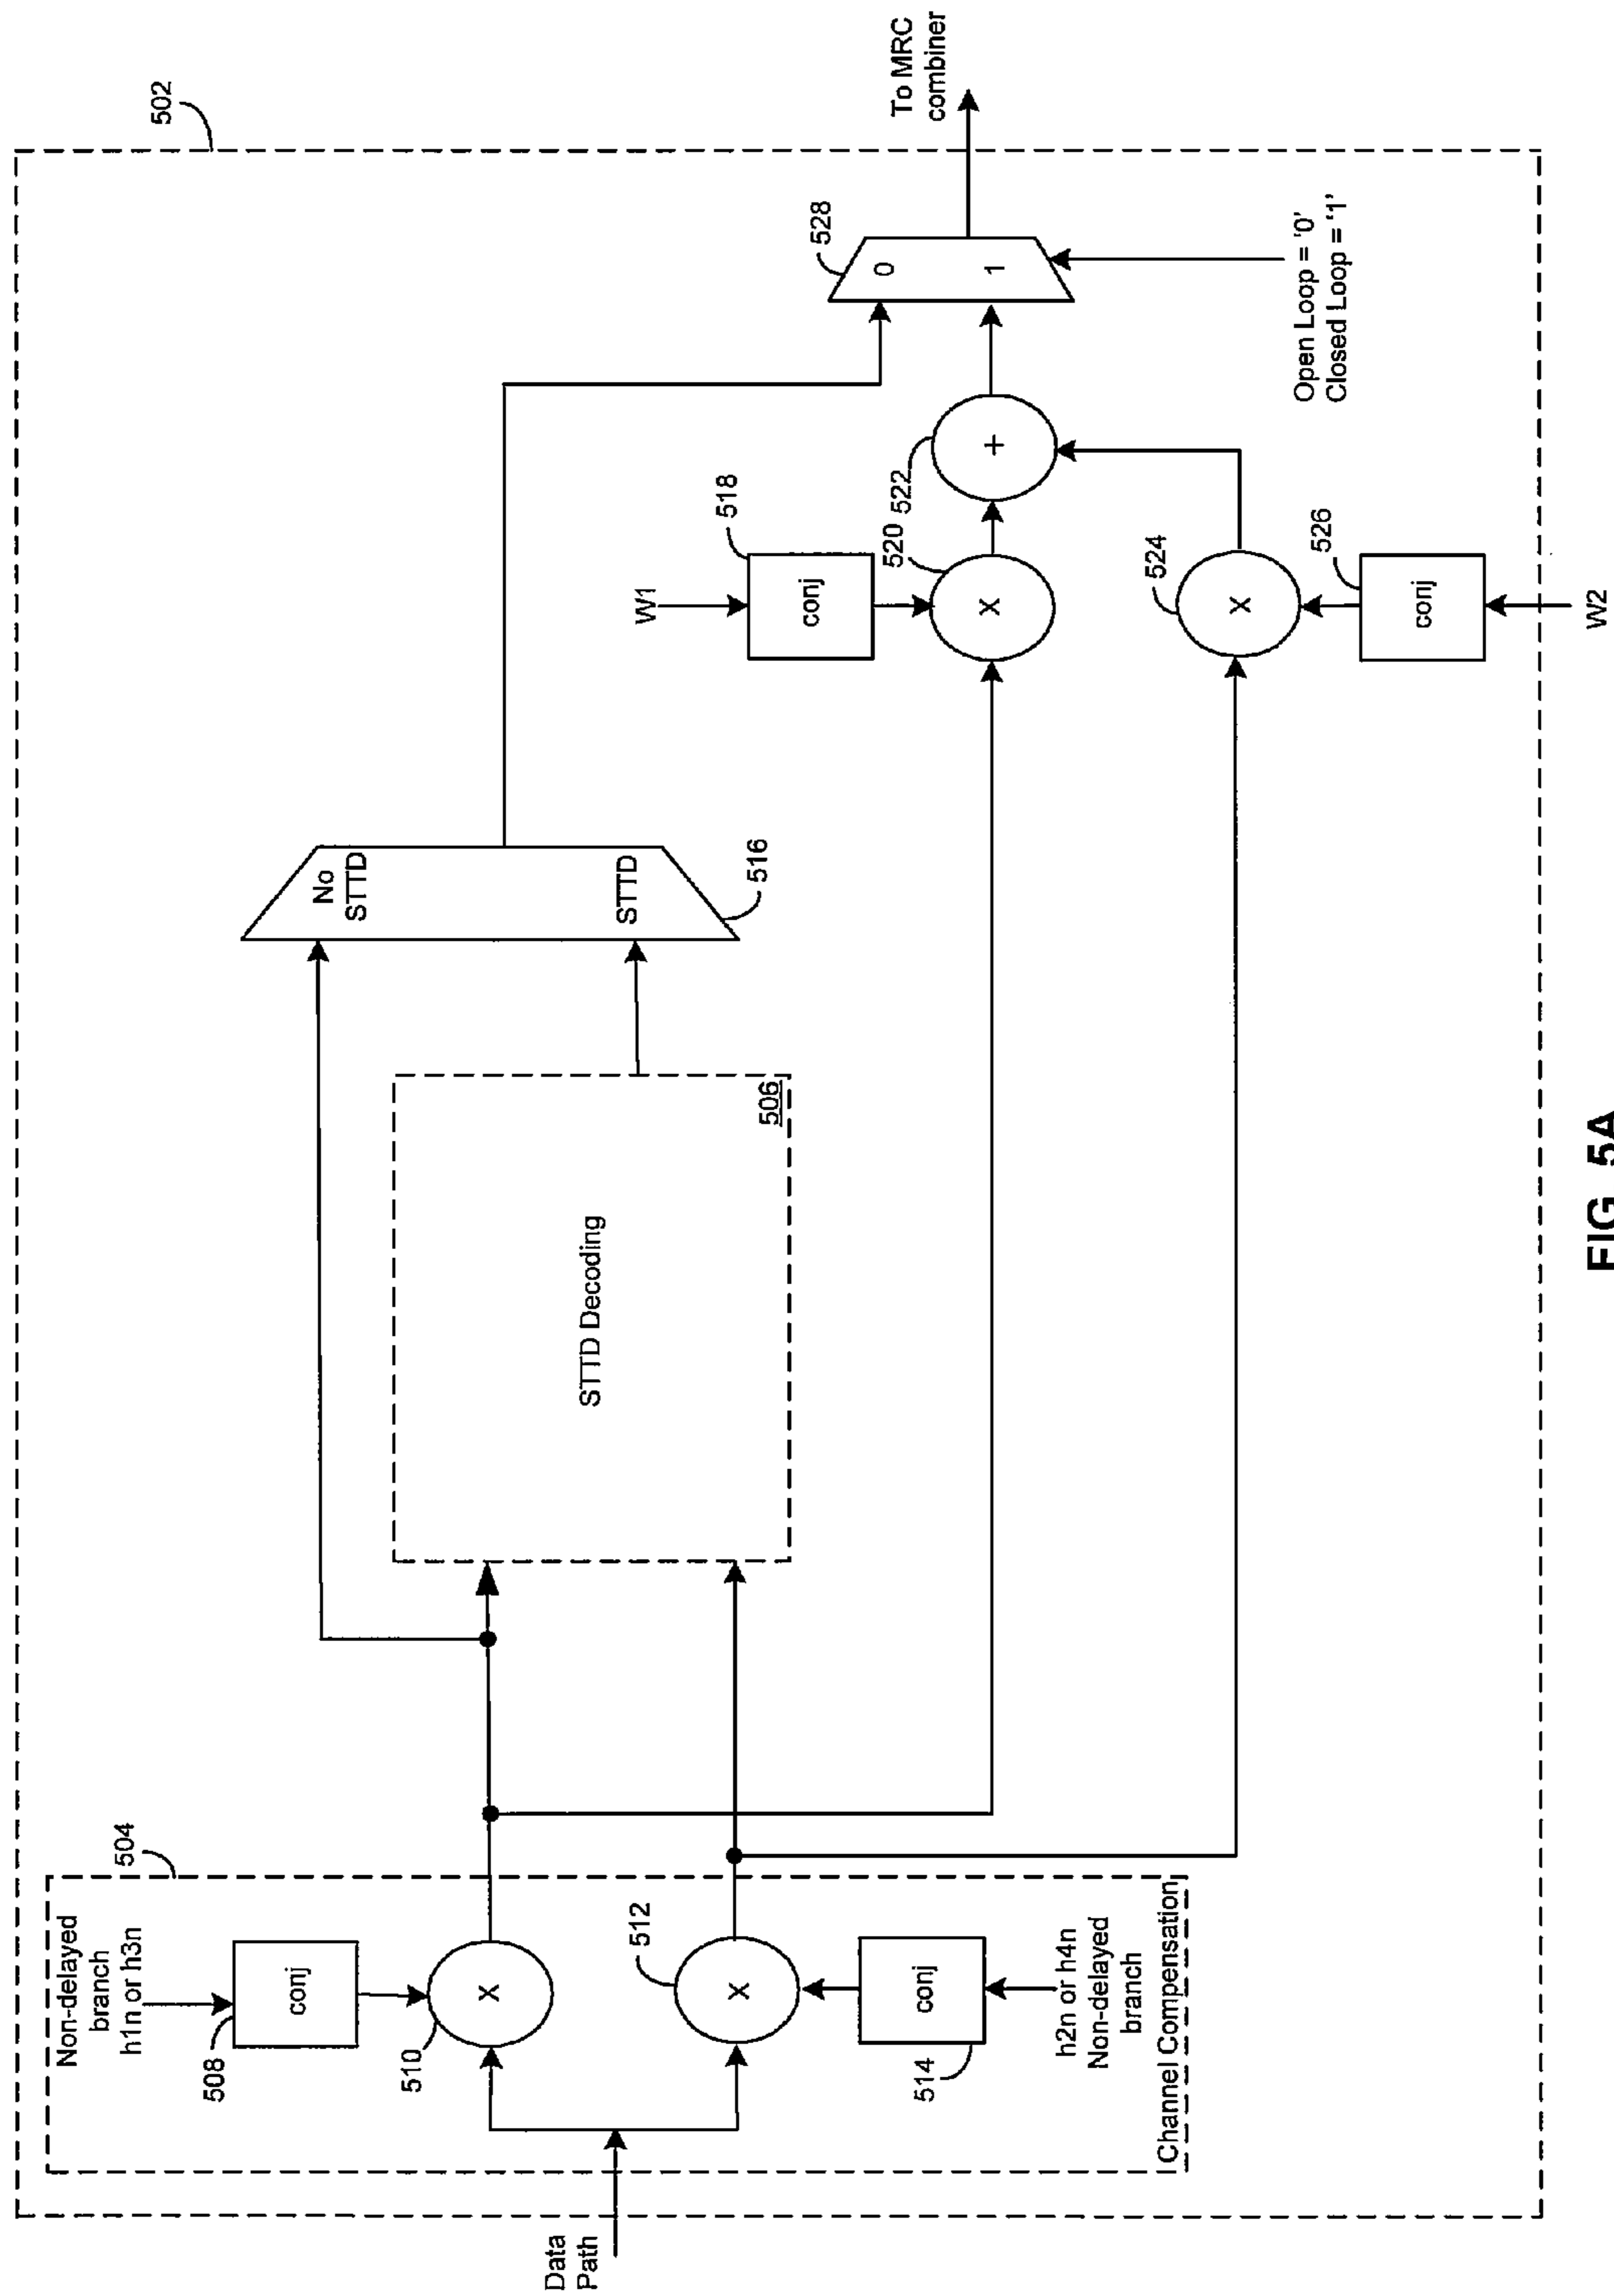 502
504
Non-delayed
branch
h1n or h3n
508
conj
510
X
512
X
514
conj
h2n or h4n
Non-delayed
branch
Channel Compensation
Data
Path
STTD Decoding
506
No
STTD
STTD
516
W1
518
conj
520
X
522
+
524
X
526
conj
W2
528
0
1
Open Loop = '0'
Closed Loop = '1'
To MRC
combiner
FIG. 5A